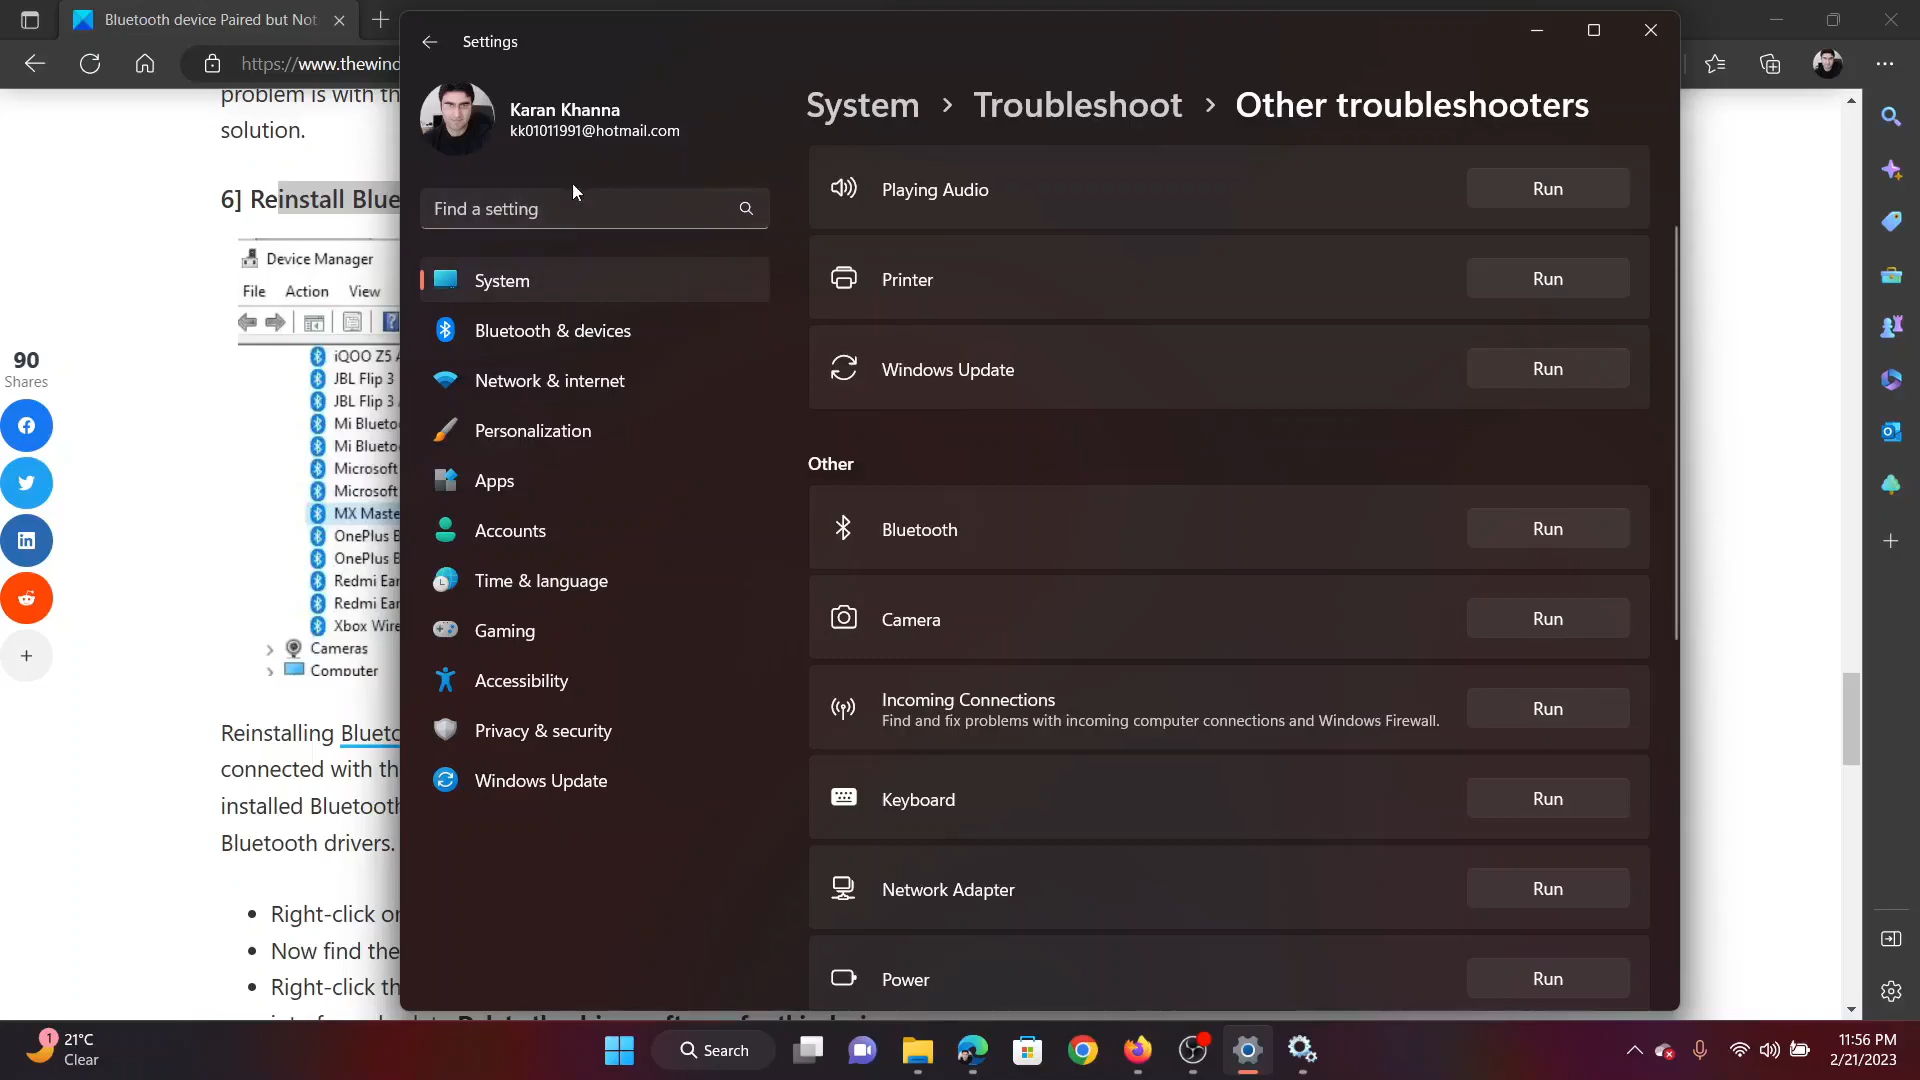 Bluetooth device Paired but Not
https://www.thewind
problem is with th
solution.
6] Reinstall Blue
Device Manager
File Action View
iQOO Z5 A
JBL Flip 3
JBL Flip 3
Mi Blueto
Mi Blueto
Microsoft
Microsoft
MX Maste
OnePlus B
OnePlus B
Redmi Ear
Redmi Ear
Xbox Wire
Cameras
Computer
90
Shares
Reinstalling Blueto
connected with th
installed Bluetooth
Bluetooth drivers.
Right-click or
Now find the
Right-click th
Settings
Karan Khanna
kk01011991@hotmail.com
Find a setting
System
Bluetooth & devices
Network & internet
Personalization
Apps
Accounts
Time & language
Gaming
Accessibility
Privacy & security
Windows Update
System > Troubleshoot > Other troubleshooters
Playing Audio Run
Printer Run
Windows Update Run
Other
Bluetooth Run
Camera Run
Incoming Connections
Find and fix problems with incoming computer connections and Windows Firewall.
Run
Keyboard Run
Network Adapter Run
Power Run
1
21°C
Clear
Search
11:56 PM
2/21/2023